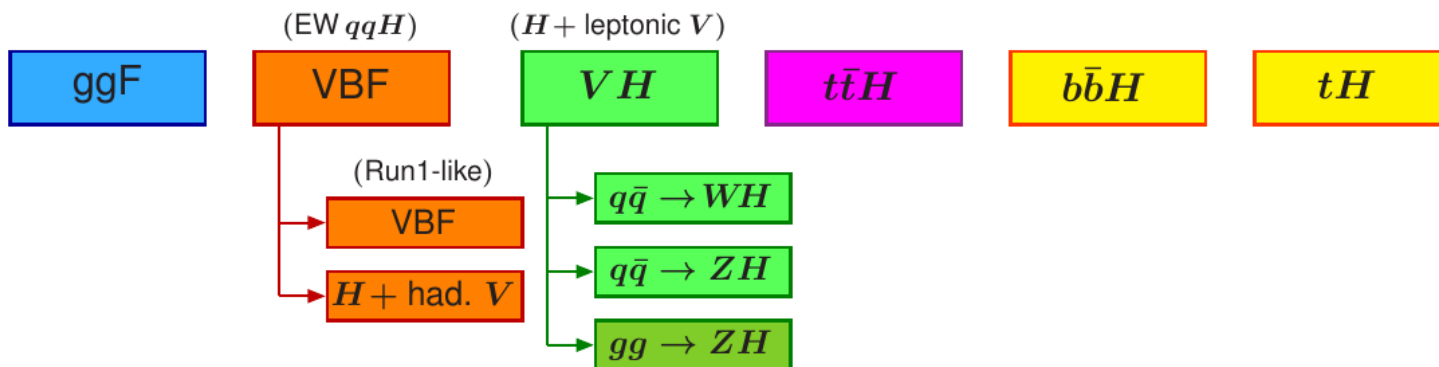 (EW qqH) (H + leptonic V)
ggF VBF VH tt̄H bb̄H tH
(Run1-like)
qq̄ → WH
VBF
qq̄ → ZH
H + had. V
gg → ZH